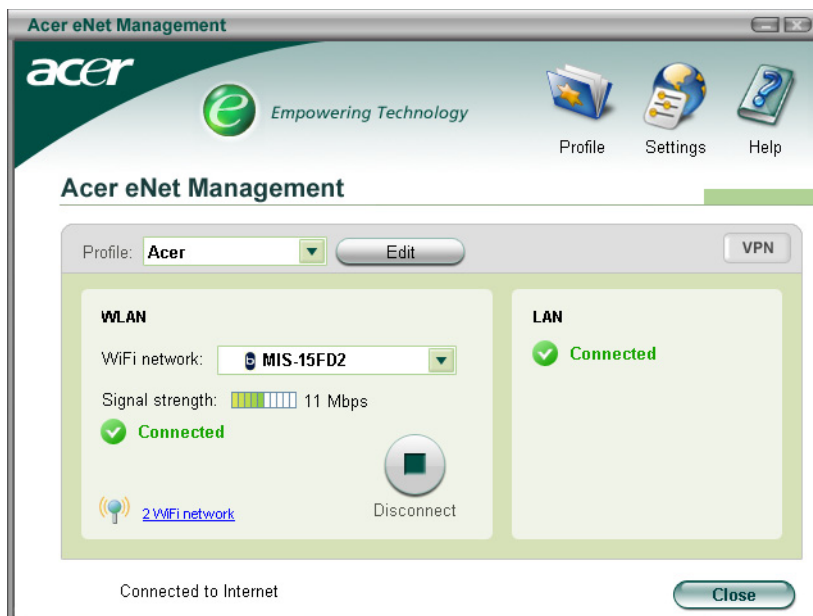 Acer eNet Management
acer
e Empowering Technology
Profile Settings Help
Acer eNet Management
Profile: Acer Edit VPN
WLAN
WiFi network: b MIS-15FD2
Signal strength: 11 Mbps
Connected
2 WiFi network
Disconnect
LAN
Connected
Connected to Internet
Close